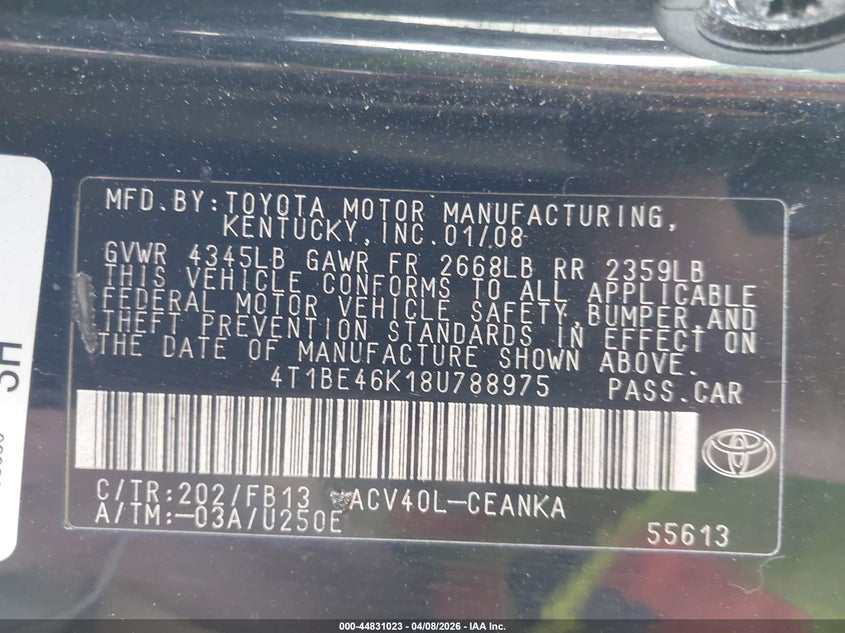 MFD. BY: TOYOTA MOTOR MANUFACTURING,
KENTUCKY, INC. 01/08
GVWR 4345LB GAWR FR 2668LB RR 2359LB
THIS VEHICLE CONFORMS TO ALL APPLICABLE
FEDERAL MOTOR VEHICLE SAFETY, BUMPER, AND
THEFT PREVENTION STANDARDS IN EFFECT ON
THE DATE OF MANUFACTURE SHOWN ABOVE.
4T1BE46K18U788975 PASS. CAR
C/TR: 202/FB13 ACV40L-CEANKA
A/TM: -03A/U250E
55613
000-44831023 - 04/08/2026 - IAA Inc.